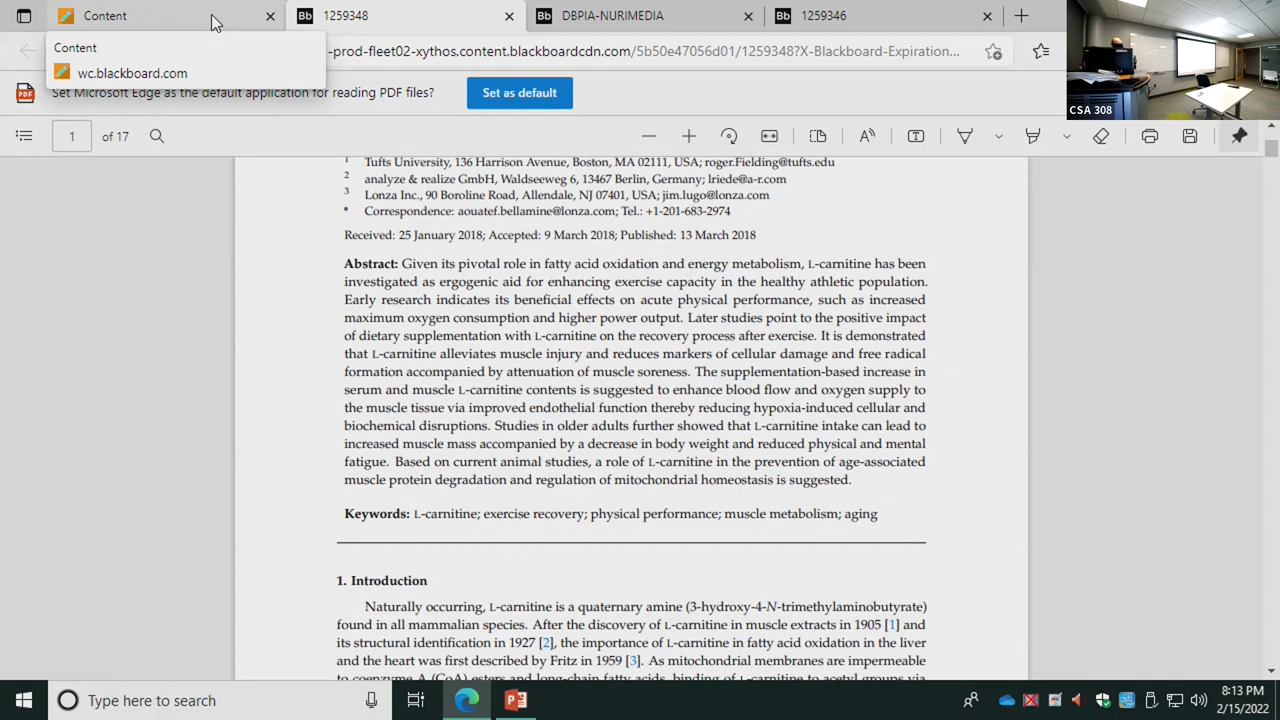 Content
1259348
DBPIA-NURIMEDIA
1259346
Content
wc.blackboard.com
-prod-fleet02-xythos.content.blackboardcdn.com/5b50e47056d01/1259348?X-Blackboard-Expiration...
Set Microsoft Edge as the default application for reading PDF files?
Set as default
1 of 17
CSA 308
1 Tufts University, 136 Harrison Avenue, Boston, MA 02111, USA; roger.Fielding@tufts.edu
2 analyze & realize GmbH, Waldseeweg 6, 13467 Berlin, Germany; lriede@a-r.com
3 Lonza Inc., 90 Boroline Road, Allendale, NJ 07401, USA; jim.lugo@lonza.com
* Correspondence: aouatef.bellamine@lonza.com; Tel.: +1-201-683-2974
Received: 25 January 2018; Accepted: 9 March 2018; Published: 13 March 2018
Abstract: Given its pivotal role in fatty acid oxidation and energy metabolism, L-carnitine has been
investigated as ergogenic aid for enhancing exercise capacity in the healthy athletic population.
Early research indicates its beneficial effects on acute physical performance, such as increased
maximum oxygen consumption and higher power output. Later studies point to the positive impact
of dietary supplementation with L-carnitine on the recovery process after exercise. It is demonstrated
that L-carnitine alleviates muscle injury and reduces markers of cellular damage and free radical
formation accompanied by attenuation of muscle soreness. The supplementation-based increase in
serum and muscle L-carnitine contents is suggested to enhance blood flow and oxygen supply to
the muscle tissue via improved endothelial function thereby reducing hypoxia-induced cellular and
biochemical disruptions. Studies in older adults further showed that L-carnitine intake can lead to
increased muscle mass accompanied by a decrease in body weight and reduced physical and mental
fatigue. Based on current animal studies, a role of L-carnitine in the prevention of age-associated
muscle protein degradation and regulation of mitochondrial homeostasis is suggested.
Keywords: L-carnitine; exercise recovery; physical performance; muscle metabolism; aging
1. Introduction
Naturally occurring, L-carnitine is a quaternary amine (3-hydroxy-4-N-trimethylaminobutyrate)
found in all mammalian species. After the discovery of L-carnitine in muscle extracts in 1905 [1] and
its structural identification in 1927 [2], the importance of L-carnitine in fatty acid oxidation in the liver
and the heart was first described by Fritz in 1959 [3]. As mitochondrial membranes are impermeable
to coenzyme A (CoA) esters and long-chain fatty acids, binding of L-carnitine to acetyl groups via
Type here to search
8:13 PM
2/15/2022